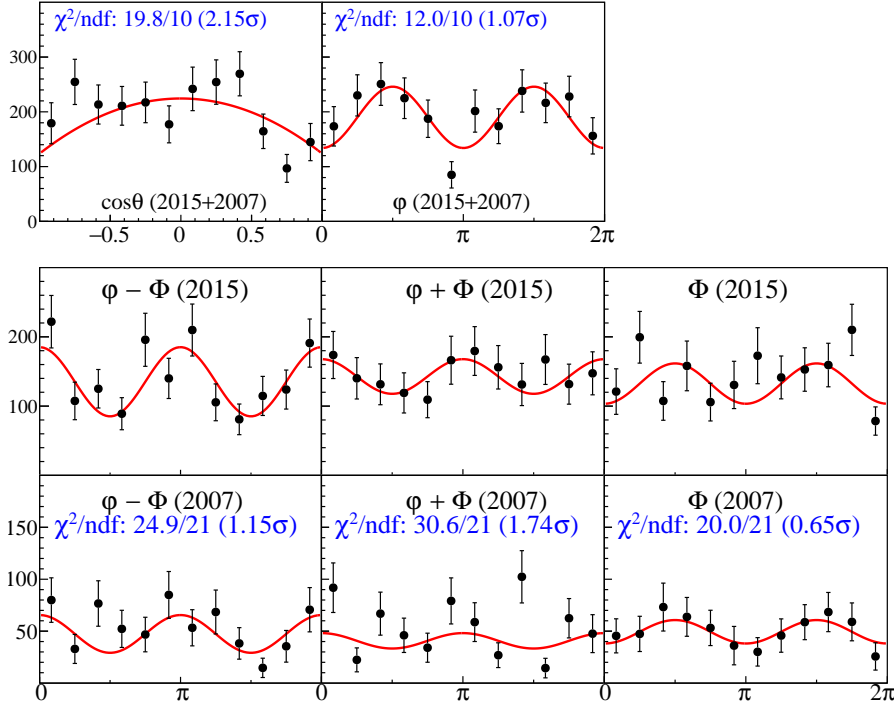 χ²/ndf: 19.8/10 (2.15σ) χ²/ndf: 12.0/10 (1.07σ)
300
200
100
0
cosθ (2015+2007) φ (2015+2007)
−0.5 0 0.5 0 π 2π
φ − Φ (2015) φ + Φ (2015) Φ (2015)
200
100
φ − Φ (2007) φ + Φ (2007) Φ (2007)
χ²/ndf: 24.9/21 (1.15σ) χ²/ndf: 30.6/21 (1.74σ) χ²/ndf: 20.0/21 (0.65σ)
150
100
50
0 π 0 π 0 π 2π